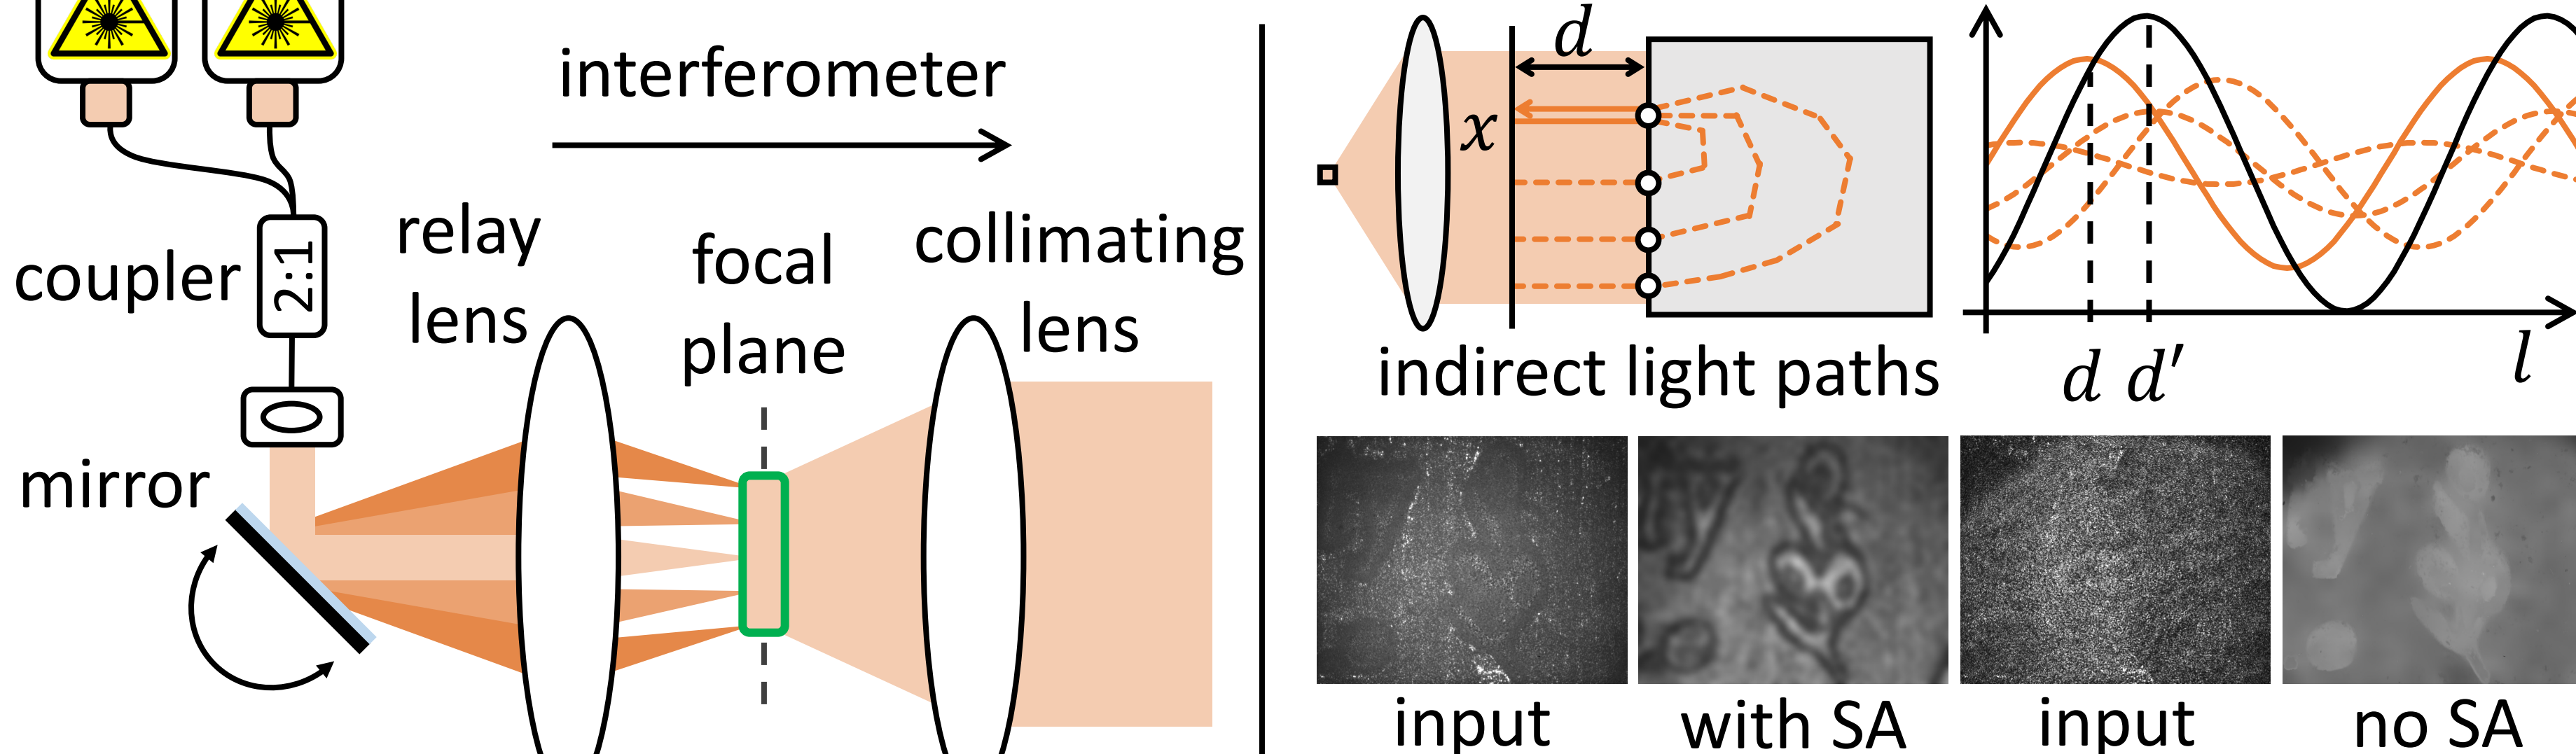 interferometer
coupler
2:1
relay
lens
focal
plane
collimating
lens
mirror
d
x
indirect light paths
d d′
l
input
with SA
input
no SA